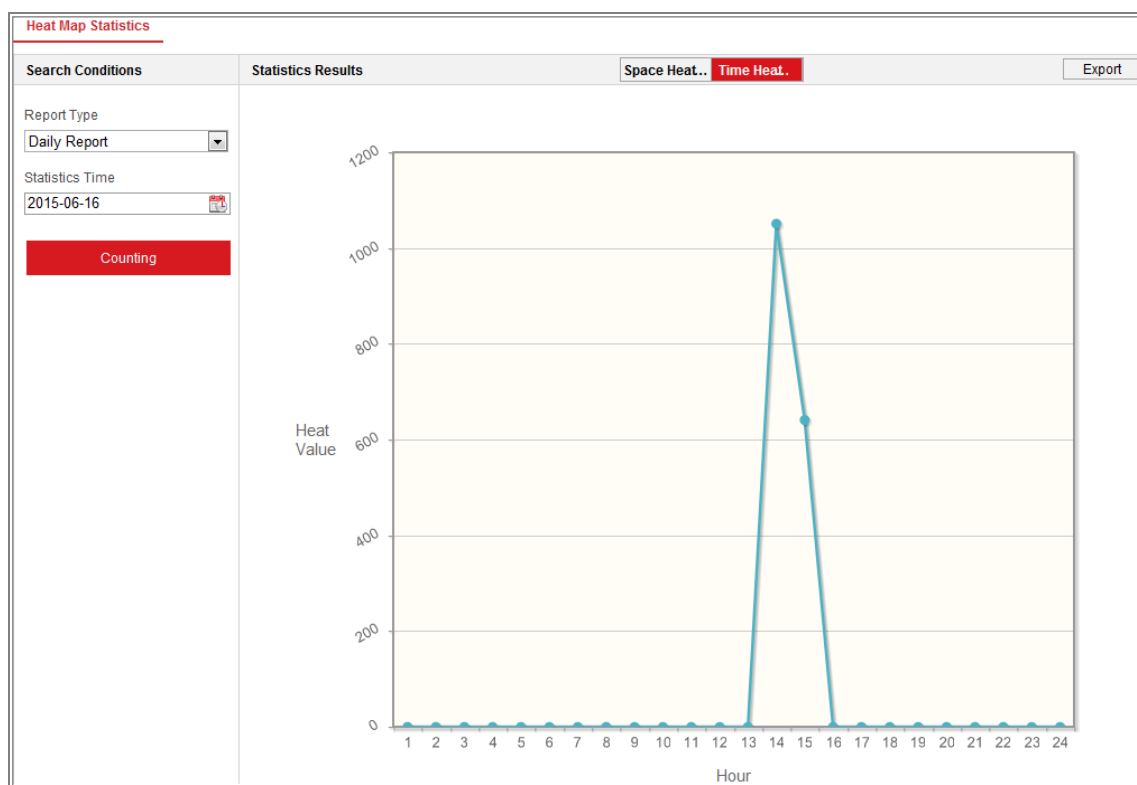 Heat Map Statistics
Search Conditions
Statistics Results
Space Heat...
Time Heat..
Export
Report Type
Daily Report
Statistics Time
2015-06-16
Counting
1200
1000
800
600
400
200
0
Heat
Value
1 2 3 4 5 6 7 8 9 10 11 12 13 14 15 16 17 18 19 20 21 22 23 24
Hour